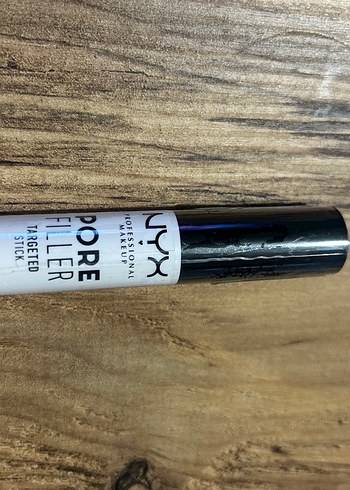 NYX
PROFESSIONAL
MAKEUP
PORE
FILLER
TARGETED
STICK